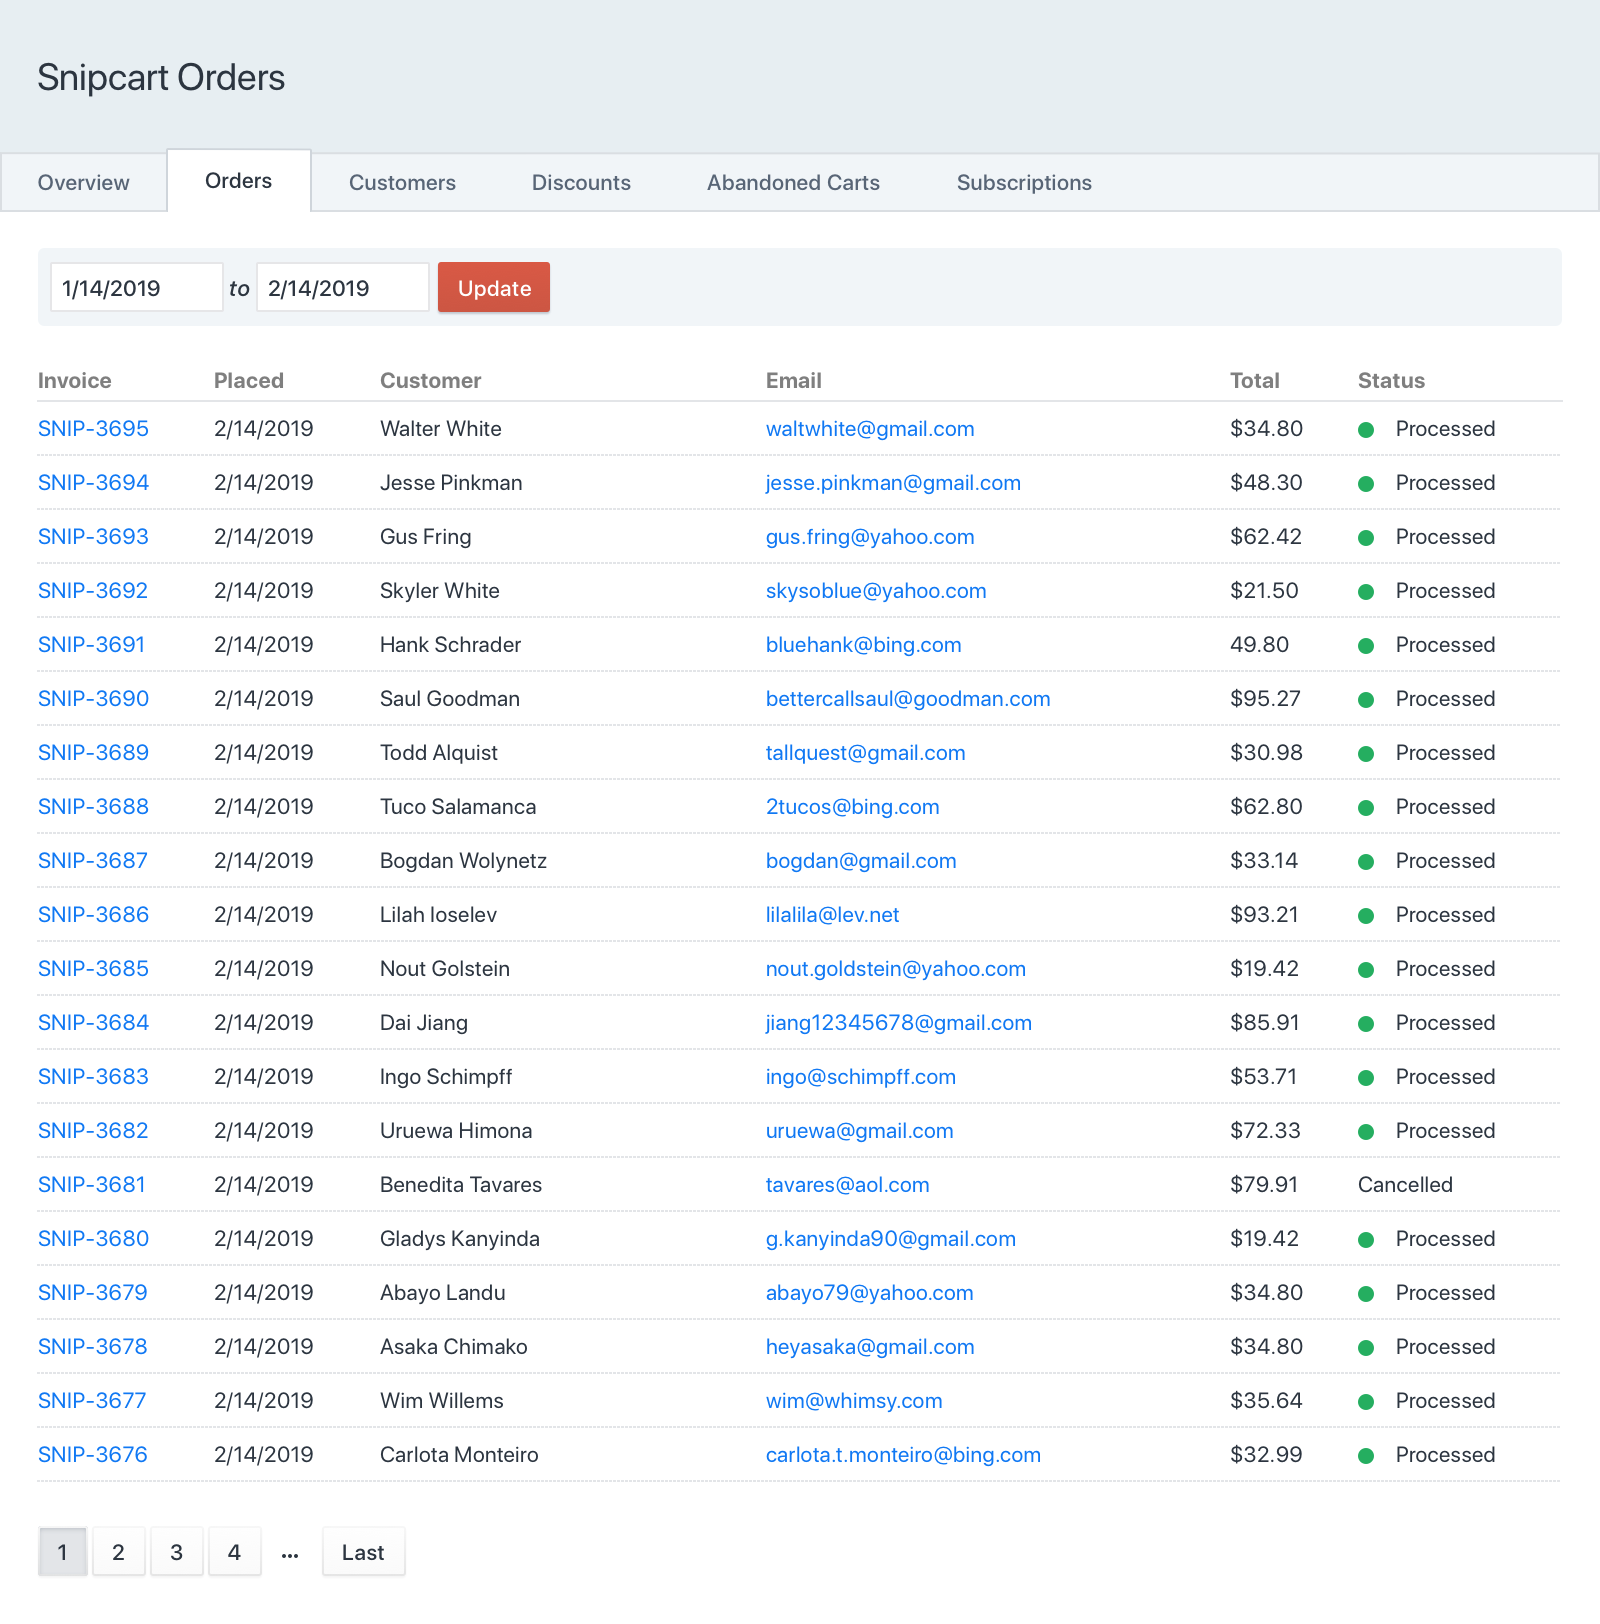 Snipcart Orders
Overview Orders Customers Discounts Abandoned Carts Subscriptions
1/14/2019 to 2/14/2019 Update
Invoice Placed Customer Email Total Status
SNIP-3695 2/14/2019 Walter White waltwhite@gmail.com $34.80 Processed
SNIP-3694 2/14/2019 Jesse Pinkman jesse.pinkman@gmail.com $48.30 Processed
SNIP-3693 2/14/2019 Gus Fring gus.fring@yahoo.com $62.42 Processed
SNIP-3692 2/14/2019 Skyler White skysoblue@yahoo.com $21.50 Processed
SNIP-3691 2/14/2019 Hank Schrader bluehank@bing.com 49.80 Processed
SNIP-3690 2/14/2019 Saul Goodman bettercallsaul@goodman.com $95.27 Processed
SNIP-3689 2/14/2019 Todd Alquist tallquest@gmail.com $30.98 Processed
SNIP-3688 2/14/2019 Tuco Salamanca 2tucos@bing.com $62.80 Processed
SNIP-3687 2/14/2019 Bogdan Wolynetz bogdan@gmail.com $33.14 Processed
SNIP-3686 2/14/2019 Lilah Ioselev lilalila@lev.net $93.21 Processed
SNIP-3685 2/14/2019 Nout Golstein nout.goldstein@yahoo.com $19.42 Processed
SNIP-3684 2/14/2019 Dai Jiang jiang12345678@gmail.com $85.91 Processed
SNIP-3683 2/14/2019 Ingo Schimpff ingo@schimpff.com $53.71 Processed
SNIP-3682 2/14/2019 Uruewa Himona uruewa@gmail.com $72.33 Processed
SNIP-3681 2/14/2019 Benedita Tavares tavares@aol.com $79.91 Cancelled
SNIP-3680 2/14/2019 Gladys Kanyinda g.kanyinda90@gmail.com $19.42 Processed
SNIP-3679 2/14/2019 Abayo Landu abayo79@yahoo.com $34.80 Processed
SNIP-3678 2/14/2019 Asaka Chimako heyasaka@gmail.com $34.80 Processed
SNIP-3677 2/14/2019 Wim Willems wim@whimsy.com $35.64 Processed
SNIP-3676 2/14/2019 Carlota Monteiro carlota.t.monteiro@bing.com $32.99 Processed
1 2 3 4 ... Last